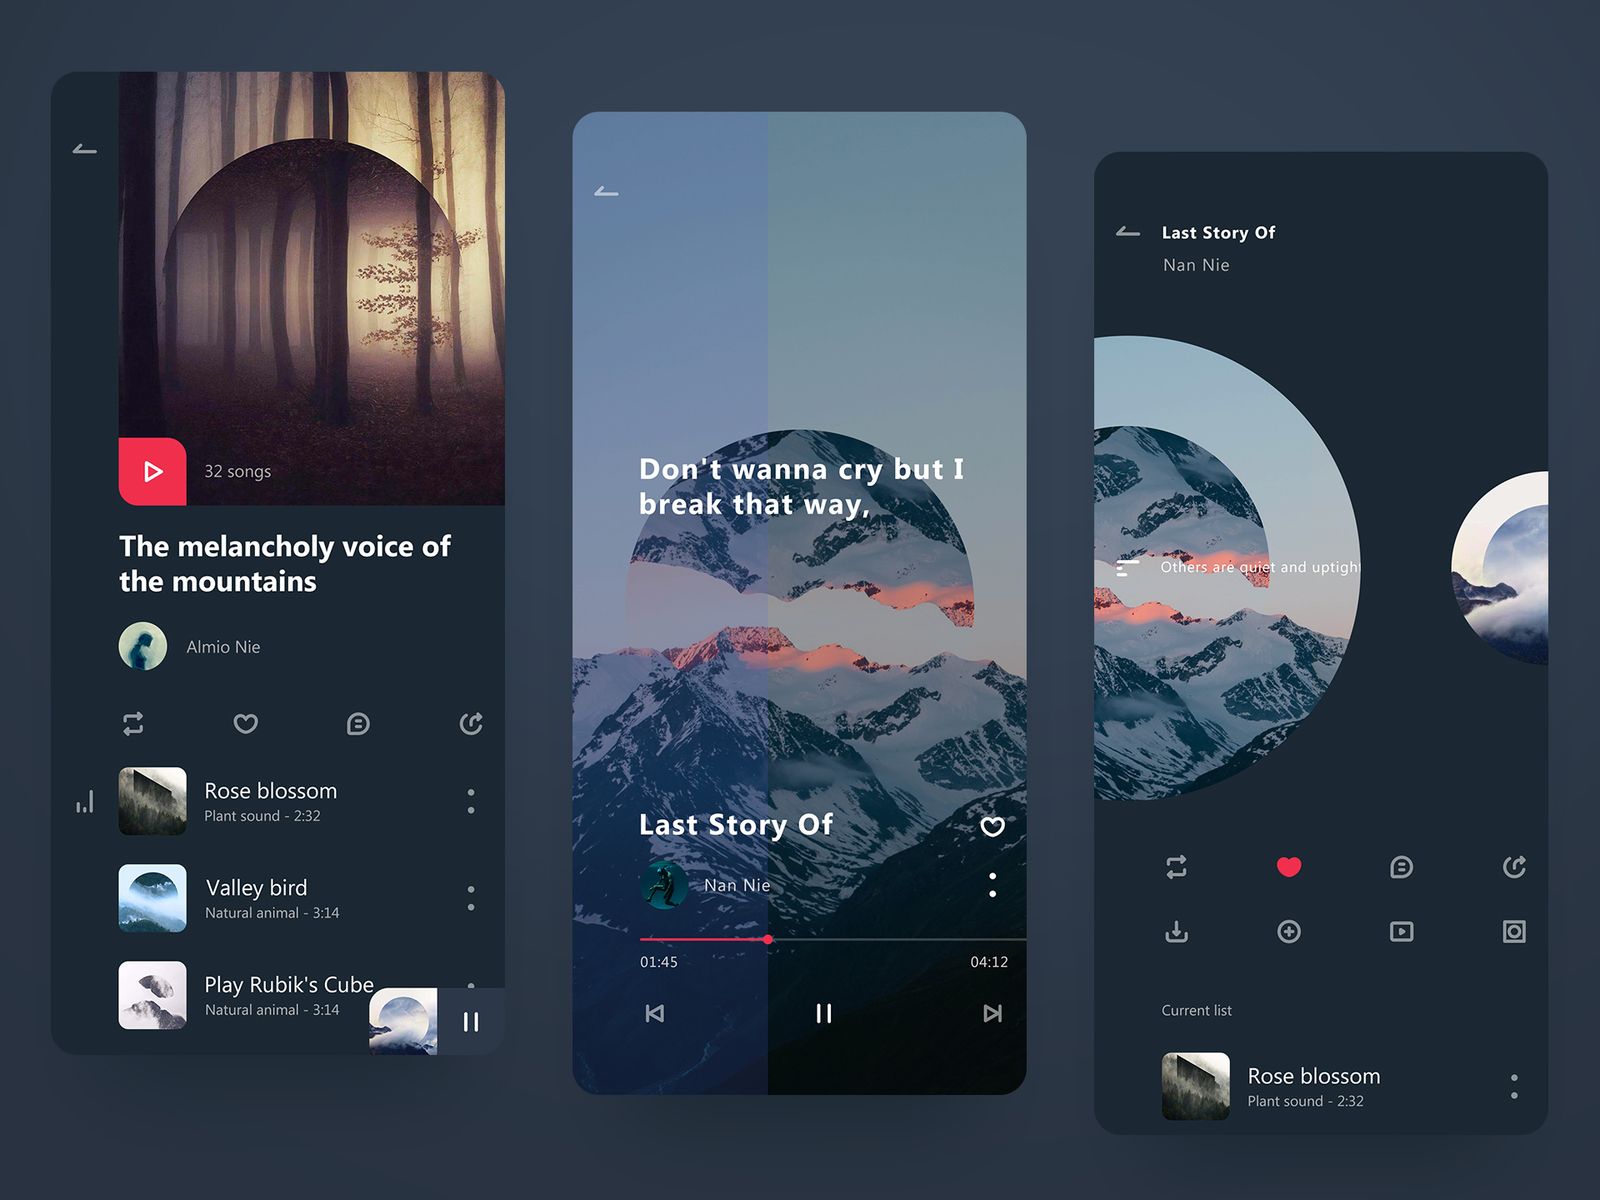 32 songs
The melancholy voice of
the mountains
Almio Nie
Rose blossom
Plant sound - 2:32
Valley bird
Natural animal - 3:14
Play Rubik's Cube
Natural animal - 3:14
Don't wanna cry but I
break that way,
Last Story Of
Nan Nie
01:45
04:12
Last Story Of
Nan Nie
Others are quiet and uptight
Current list
Rose blossom
Plant sound - 2:32